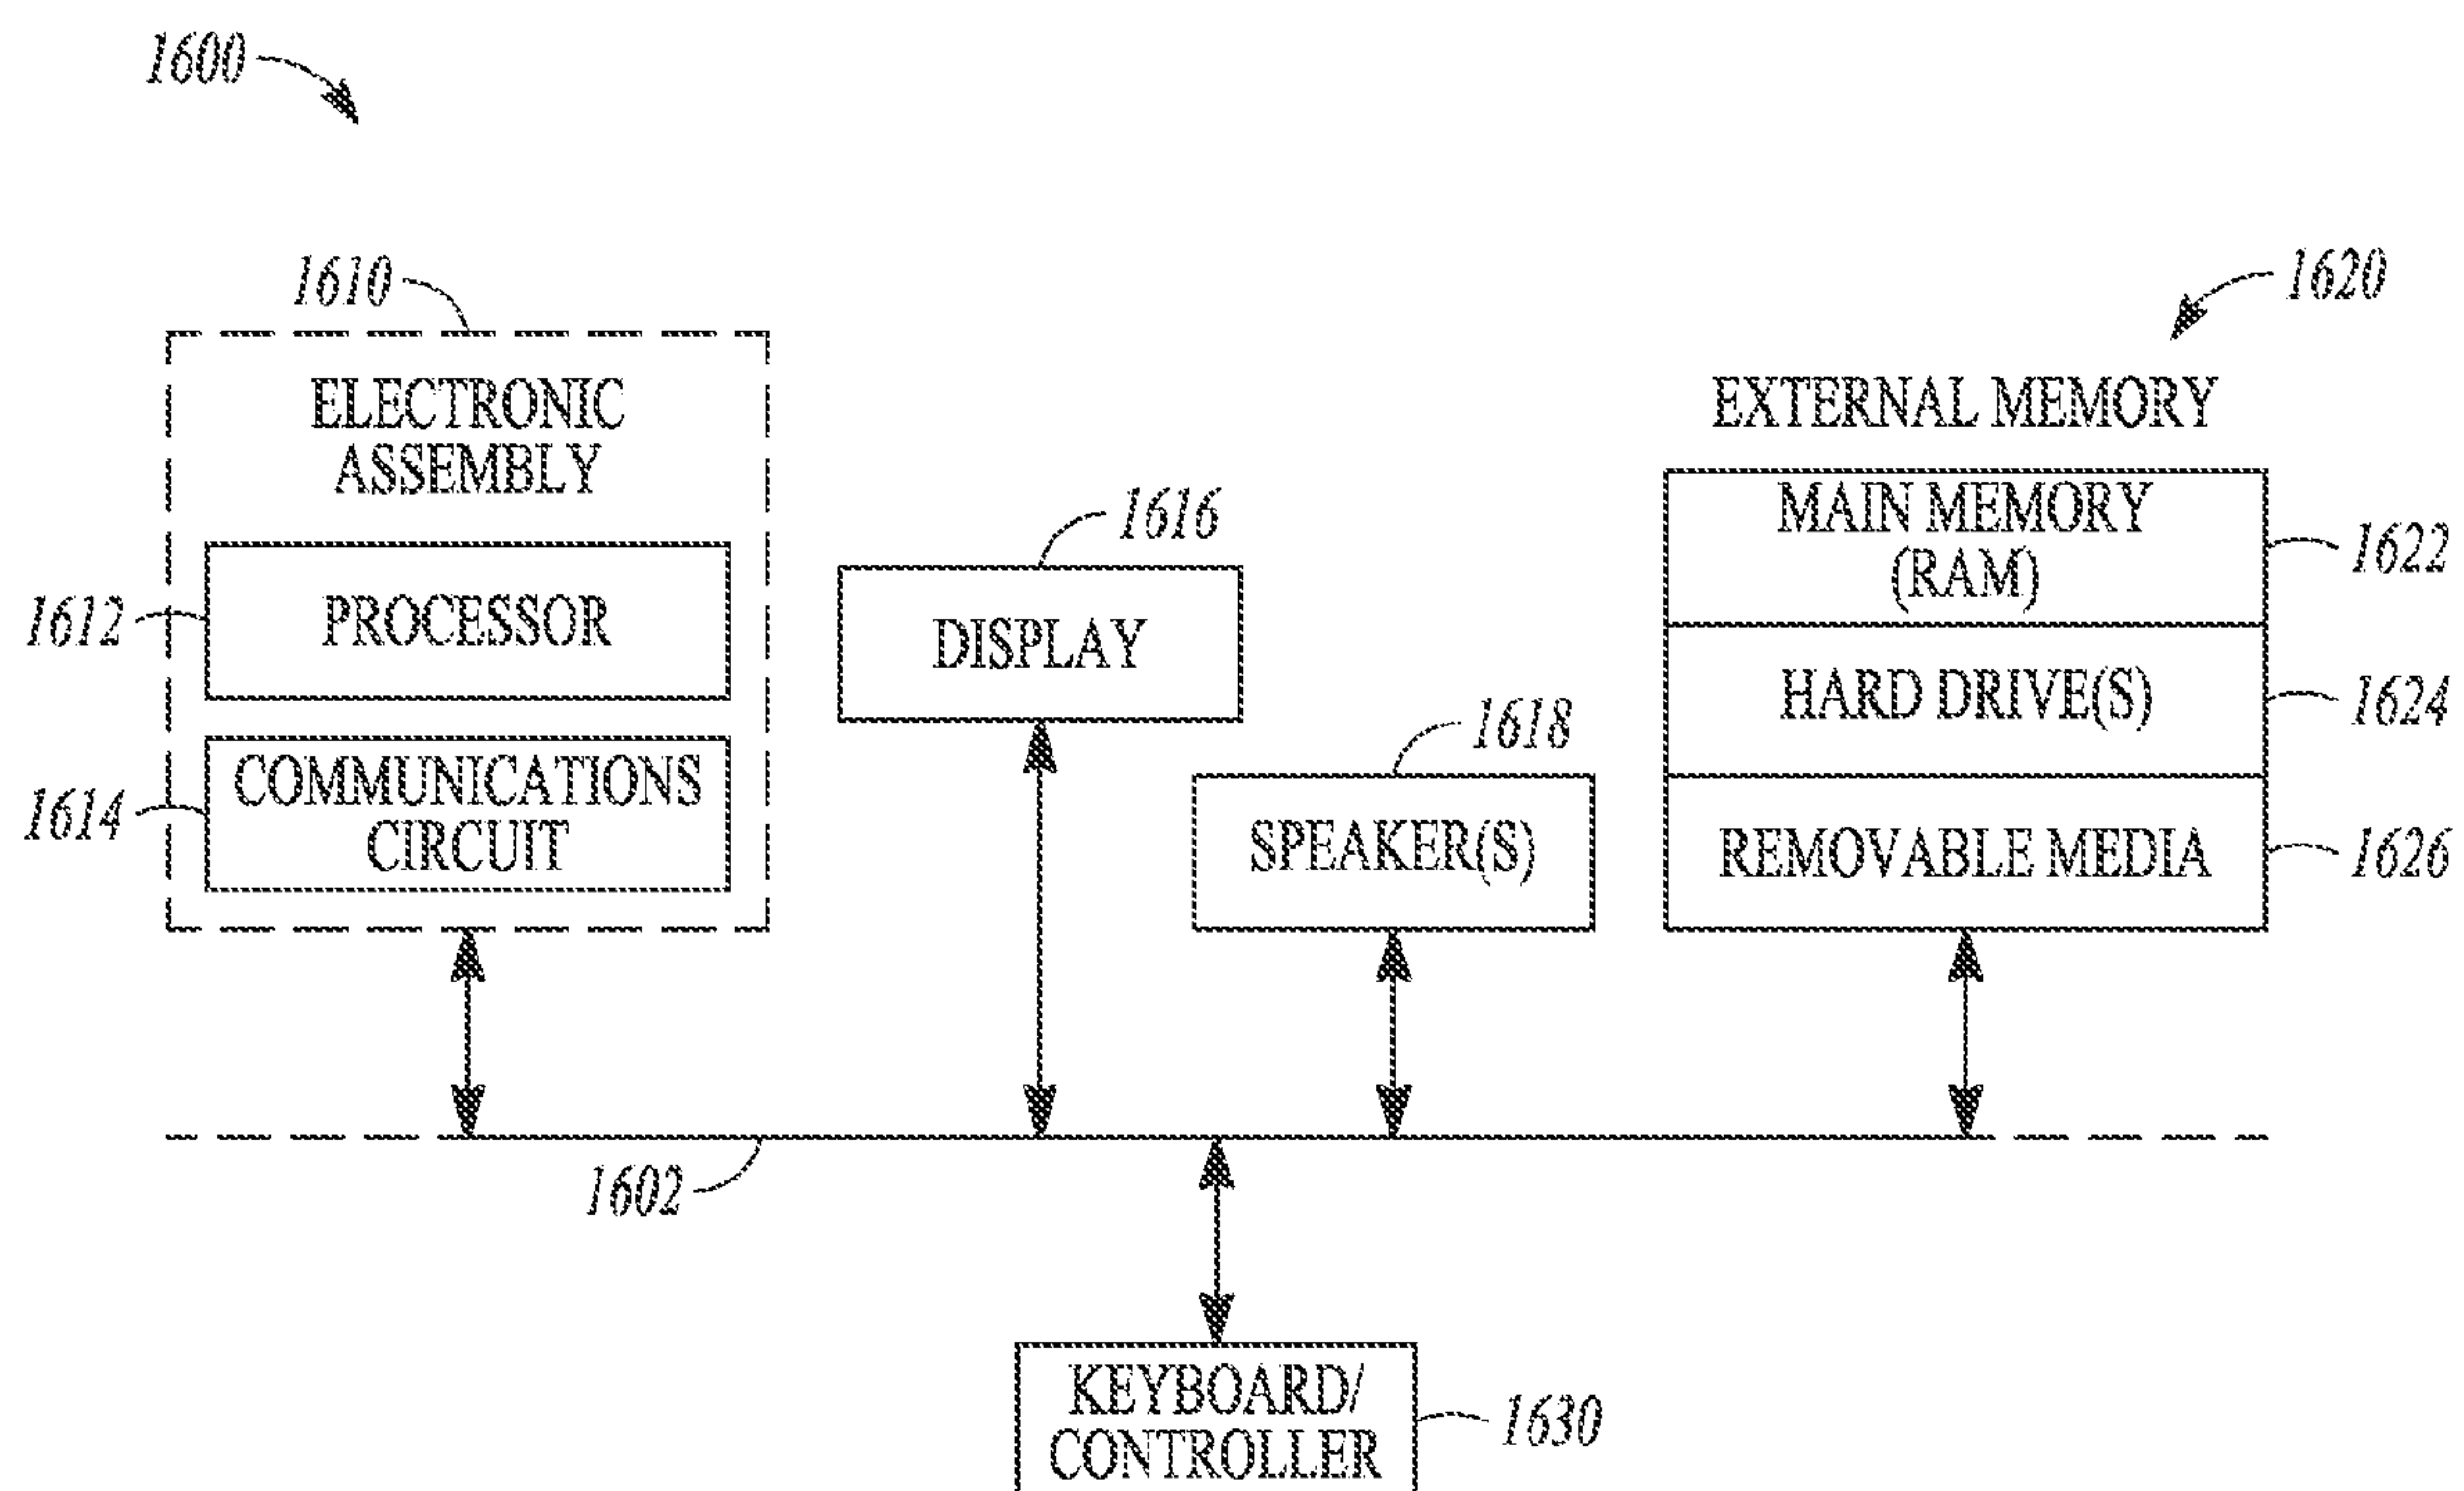 1600
1610
1620
ELECTRONIC
ASSEMBLY
EXTERNAL MEMORY
1616
MAIN MEMORY
(RAM)
1622
1612
PROCESSOR
DISPLAY
HARD DRIVE(S)
1624
1618
1614
COMMUNICATIONS
CIRCUIT
SPEAKER(S)
REMOVABLE MEDIA
1626
1602
KEYBOARD/
CONTROLLER
1630